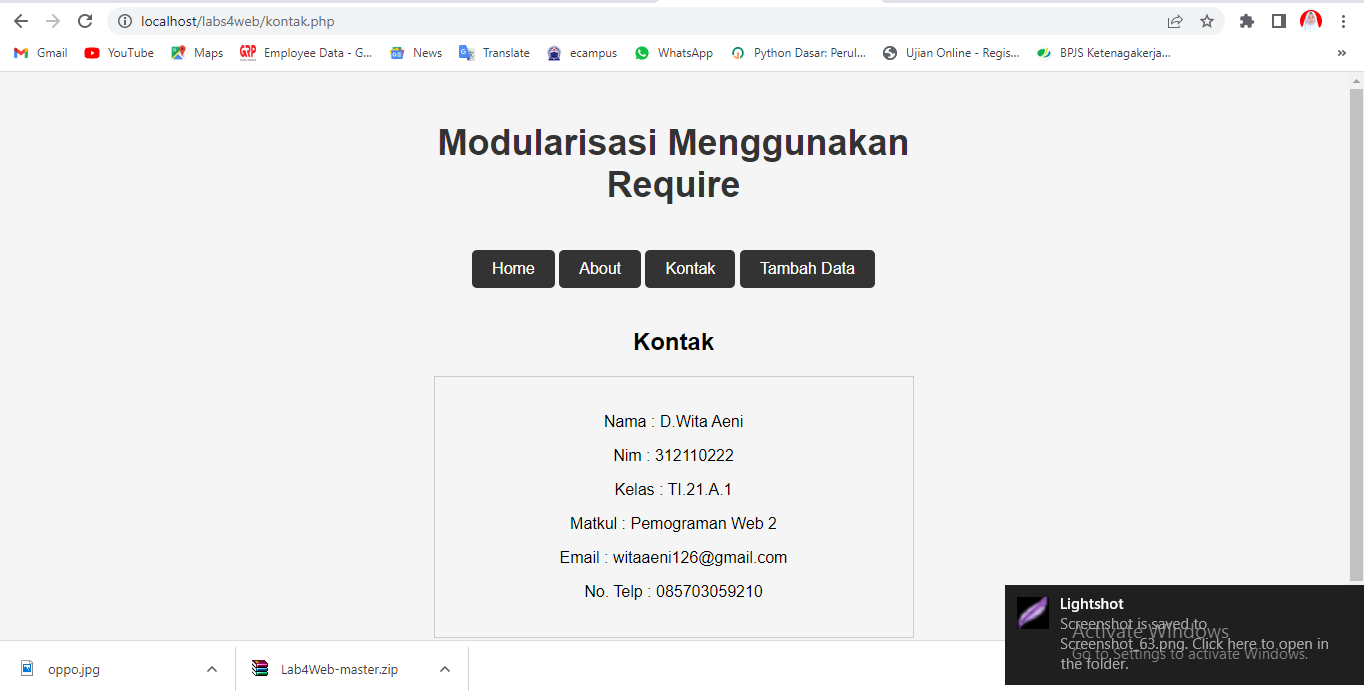 localhost/labs4web/kontak.php
Gmail YouTube Maps Employee Data - G... News Translate ecampus WhatsApp Python Dasar: Perul... Ujian Online - Regis... BPJS Ketenagakerja... »
Modularisasi Menggunakan
Require
Home About Kontak Tambah Data
Kontak
Nama : D.Wita Aeni
Nim : 312110222
Kelas : TI.21.A.1
Matkul : Pemograman Web 2
Email : witaaeni126@gmail.com
No. Telp : 085703059210
Lightshot
Screenshot is saved to
Screenshot_63.png. Click here to open in
the folder.
Activate Windows
Go to Settings to activate Windows.
oppo.jpg Lab4Web-master.zip